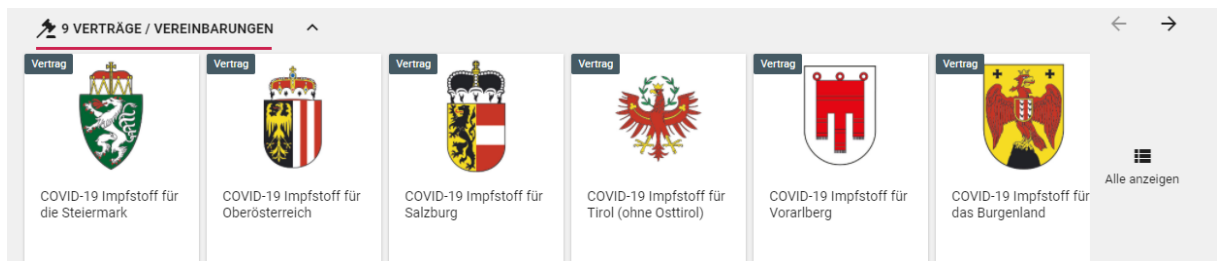 9 VERTRÄGE / VEREINBARUNGEN
Vertrag
COVID-19 Impfstoff für
die Steiermark
Vertrag
COVID-19 Impfstoff für
Oberösterreich
Vertrag
COVID-19 Impfstoff für
Salzburg
Vertrag
COVID-19 Impfstoff für
Tirol (ohne Osttirol)
Vertrag
COVID-19 Impfstoff für
Vorarlberg
Vertrag
COVID-19 Impfstoff für
das Burgenland
Alle anzeigen